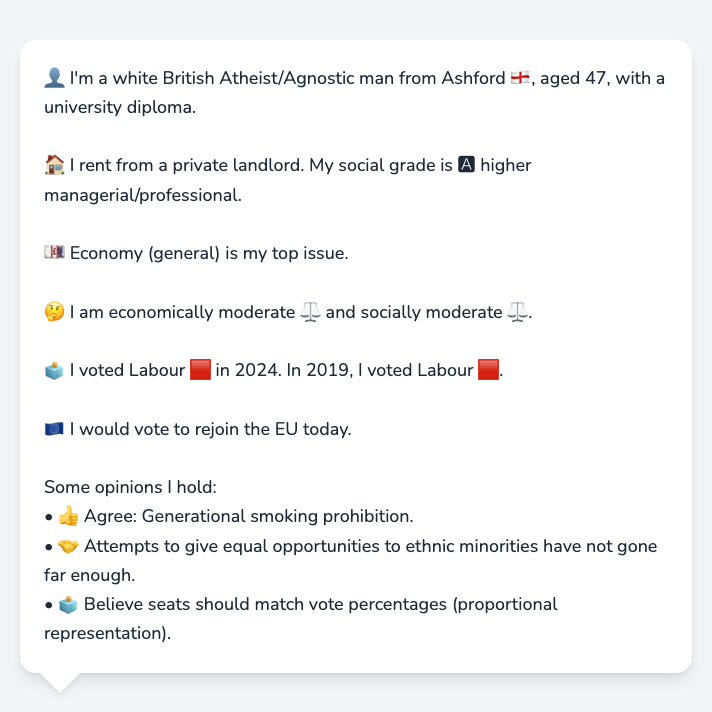 👤 I'm a white British Atheist/Agnostic man from Ashford 🏴󠁧󠁢󠁥󠁮󠁧󠁿, aged 47, with a
university diploma.
🏠 I rent from a private landlord. My social grade is 🅰 higher
managerial/professional.
💷 Economy (general) is my top issue.
🤔 I am economically moderate ⚖️ and socially moderate ⚖️.
🗳️ I voted Labour 🟥 in 2024. In 2019, I voted Labour 🟥.
🇪🇺 I would vote to rejoin the EU today.
Some opinions I hold:
• 👍 Agree: Generational smoking prohibition.
• 🤝 Attempts to give equal opportunities to ethnic minorities have not gone
far enough.
• 🗳️ Believe seats should match vote percentages (proportional
representation).